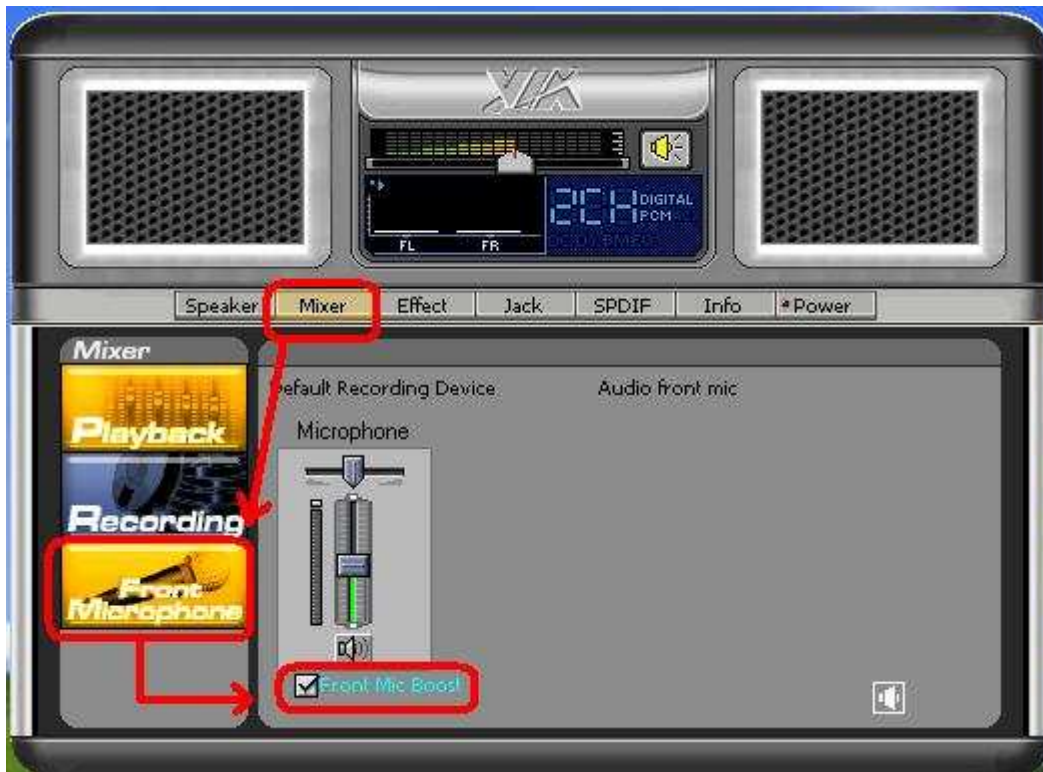 VIA
2CH DIGITAL
PCM
FL FR
Speaker Mixer Effect Jack SPDIF Info Power
Mixer
Default Recording Device Audio front mic
Playback
Microphone
Recording
Front
Microphone
Front Mic Boost